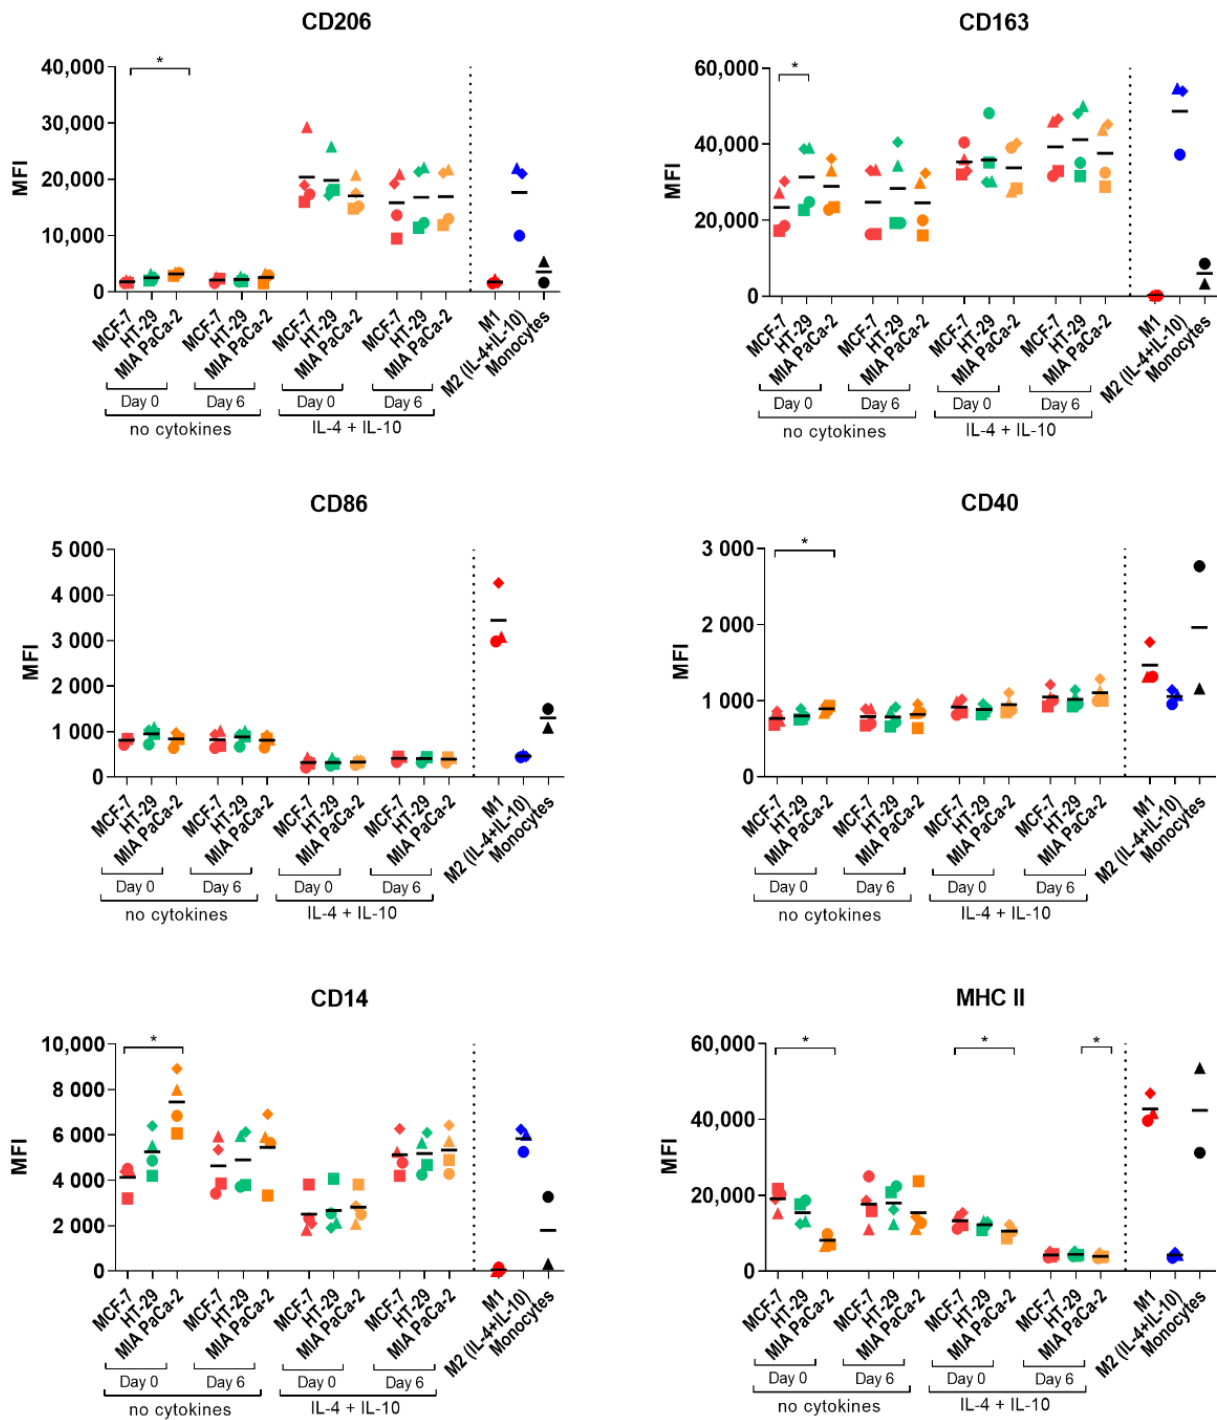 CD206
*
40,000
30,000
20,000
10,000
0
MFI
MCF-7
HT-29
MIA PaCa-2
MCF-7
HT-29
MIA PaCa-2
MCF-7
HT-29
MIA PaCa-2
MCF-7
HT-29
MIA PaCa-2
M1
M2 (IL-4+IL-10)
Monocytes
Day 0
Day 6
Day 0
Day 6
no cytokines
IL-4 + IL-10
CD163
*
60,000
40,000
20,000
0
MFI
MCF-7
HT-29
MIA PaCa-2
MCF-7
HT-29
MIA PaCa-2
MCF-7
HT-29
MIA PaCa-2
MCF-7
HT-29
MIA PaCa-2
M1
M2 (IL-4+IL-10)
Monocytes
Day 0
Day 6
Day 0
Day 6
no cytokines
IL-4 + IL-10
CD86
5 000
4 000
3 000
2 000
1 000
0
MFI
MCF-7
HT-29
MIA PaCa-2
MCF-7
HT-29
MIA PaCa-2
MCF-7
HT-29
MIA PaCa-2
MCF-7
HT-29
MIA PaCa-2
M1
M2 (IL-4+IL-10)
Monocytes
Day 0
Day 6
Day 0
Day 6
no cytokines
IL-4 + IL-10
CD40
*
3 000
2 000
1 000
0
MFI
MCF-7
HT-29
MIA PaCa-2
MCF-7
HT-29
MIA PaCa-2
MCF-7
HT-29
MIA PaCa-2
MCF-7
HT-29
MIA PaCa-2
M1
M2 (IL-4+IL-10)
Monocytes
Day 0
Day 6
Day 0
Day 6
no cytokines
IL-4 + IL-10
CD14
*
10,000
8,000
6,000
4 000
2 000
0
MFI
MCF-7
HT-29
MIA PaCa-2
MCF-7
HT-29
MIA PaCa-2
MCF-7
HT-29
MIA PaCa-2
MCF-7
HT-29
MIA PaCa-2
M1
M2 (IL-4+IL-10)
Monocytes
Day 0
Day 6
Day 0
Day 6
no cytokines
IL-4 + IL-10
MHC II
*
*
*
60,000
40,000
20,000
0
MFI
MCF-7
HT-29
MIA PaCa-2
MCF-7
HT-29
MIA PaCa-2
MCF-7
HT-29
MIA PaCa-2
MCF-7
HT-29
MIA PaCa-2
M1
M2 (IL-4+IL-10)
Monocytes
Day 0
Day 6
Day 0
Day 6
no cytokines
IL-4 + IL-10